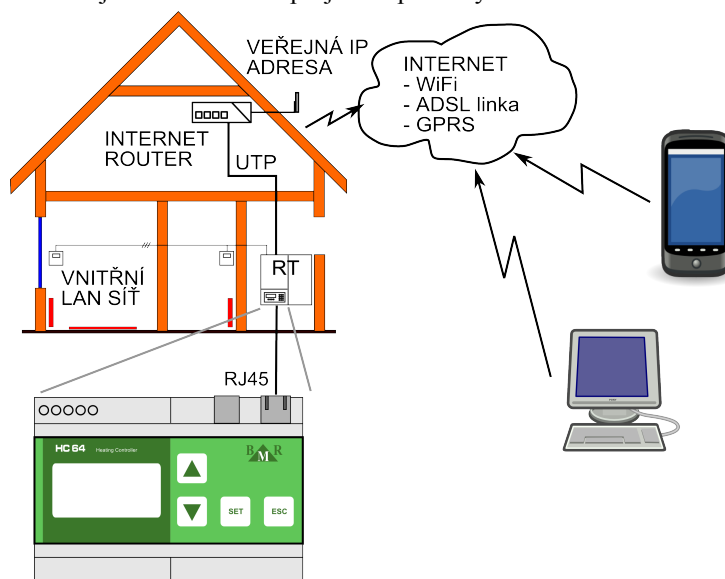 VEŘEJNÁ IP
ADRESA
INTERNET
- WiFi
- ADSL linka
- GPRS
INTERNET
ROUTER
UTP
RT
VNITŘNÍ
LAN SÍŤ
RJ45
HC 64 Heating Controller
B M R
SET
ESC